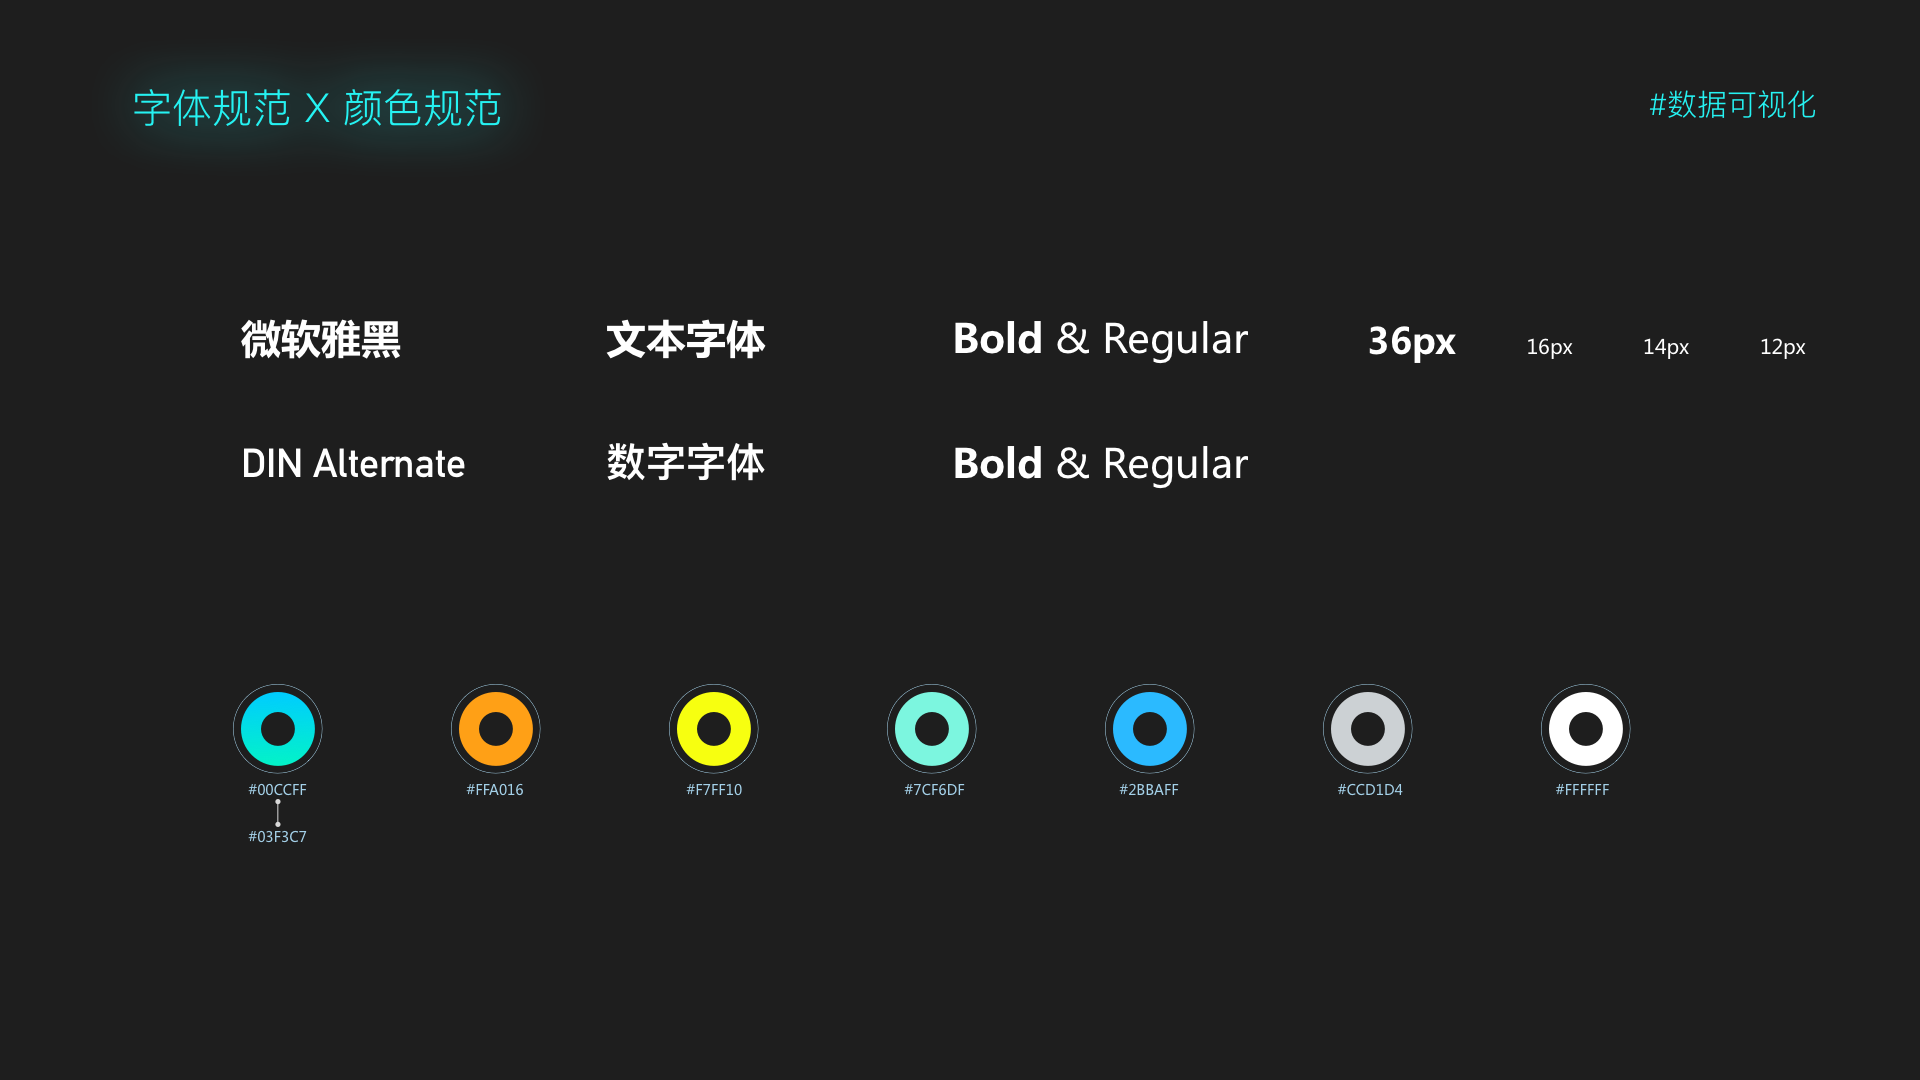 字体规范 X 颜色规范
#数据可视化
微软雅黑 文本字体 Bold & Regular 36px 16px 14px 12px
DIN Alternate 数字字体 Bold & Regular
#00CCFF #FFA016 #F7FF10 #7CF6DF #2BBAFF #CCD1D4 #FFFFFF
#03F3C7